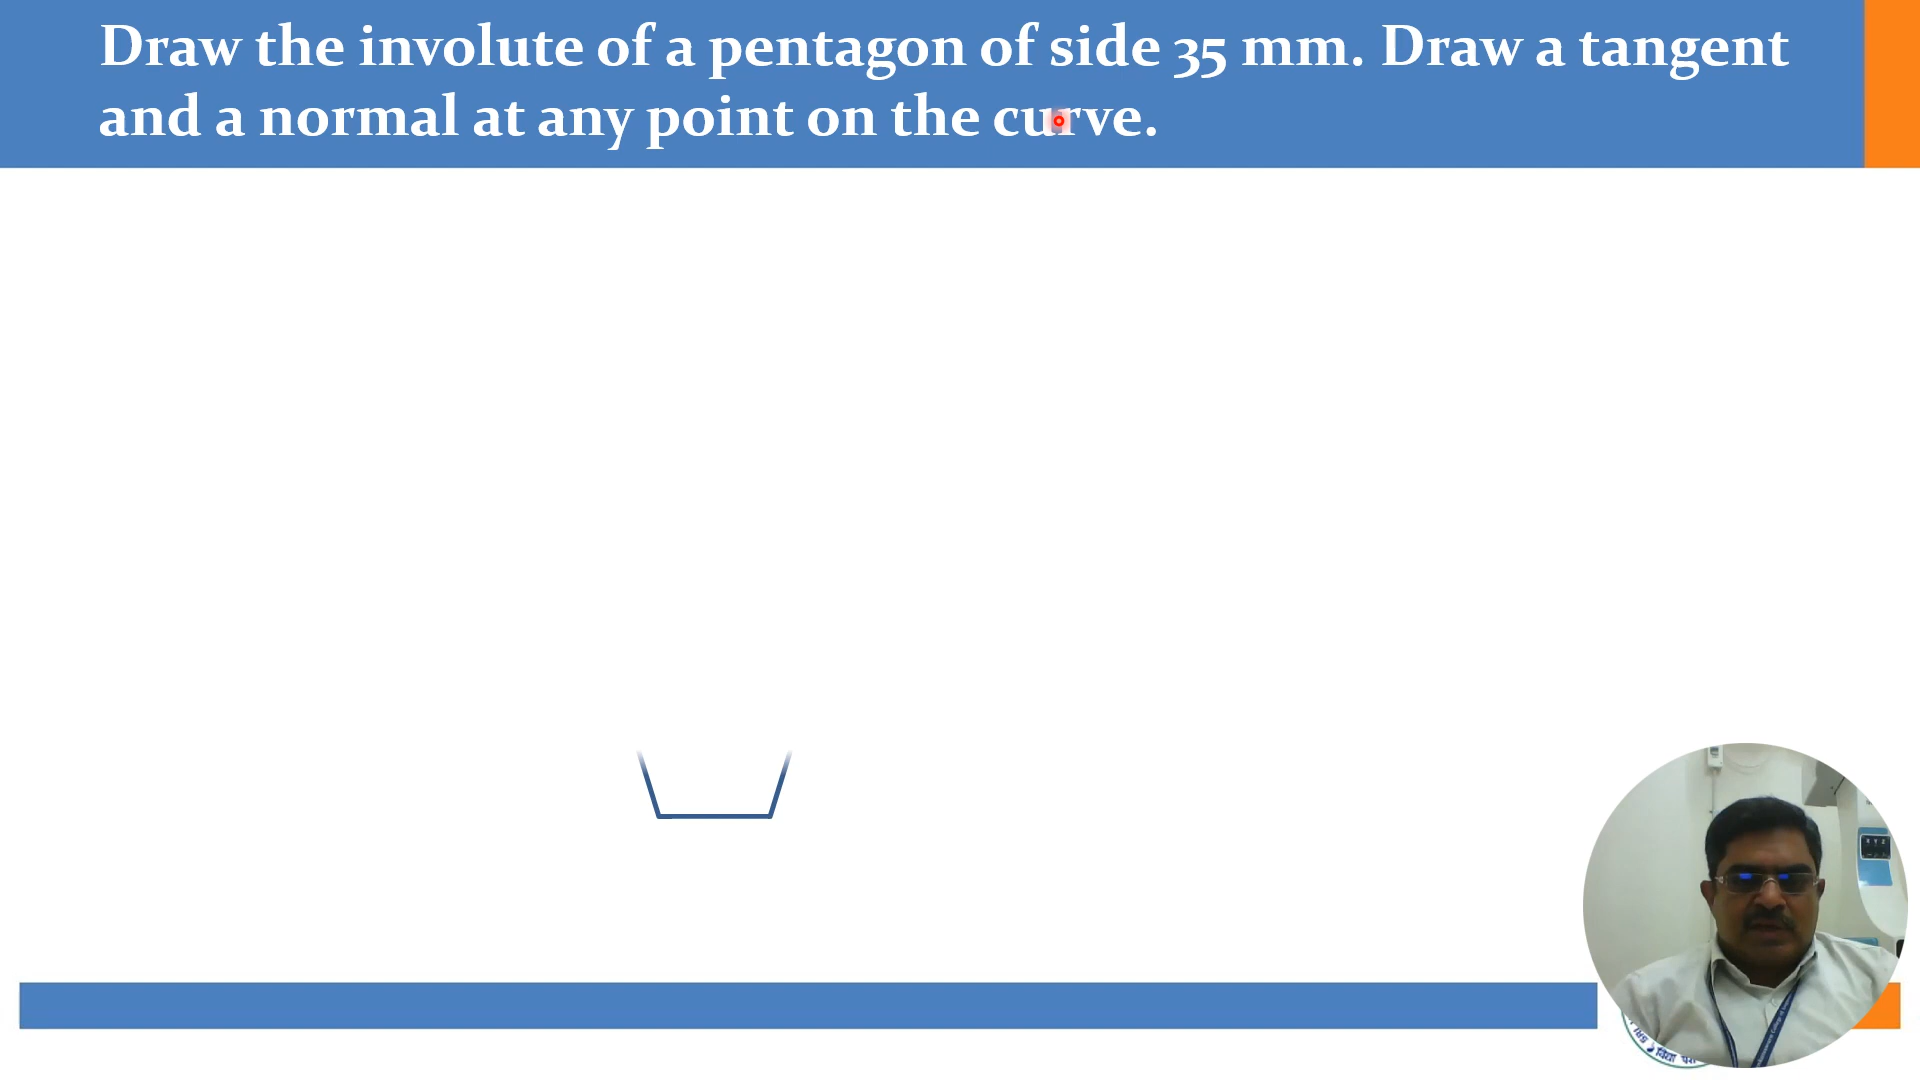 Draw the involute of a pentagon of side 35 mm. Draw a tangent
and a normal at any point on the curve.